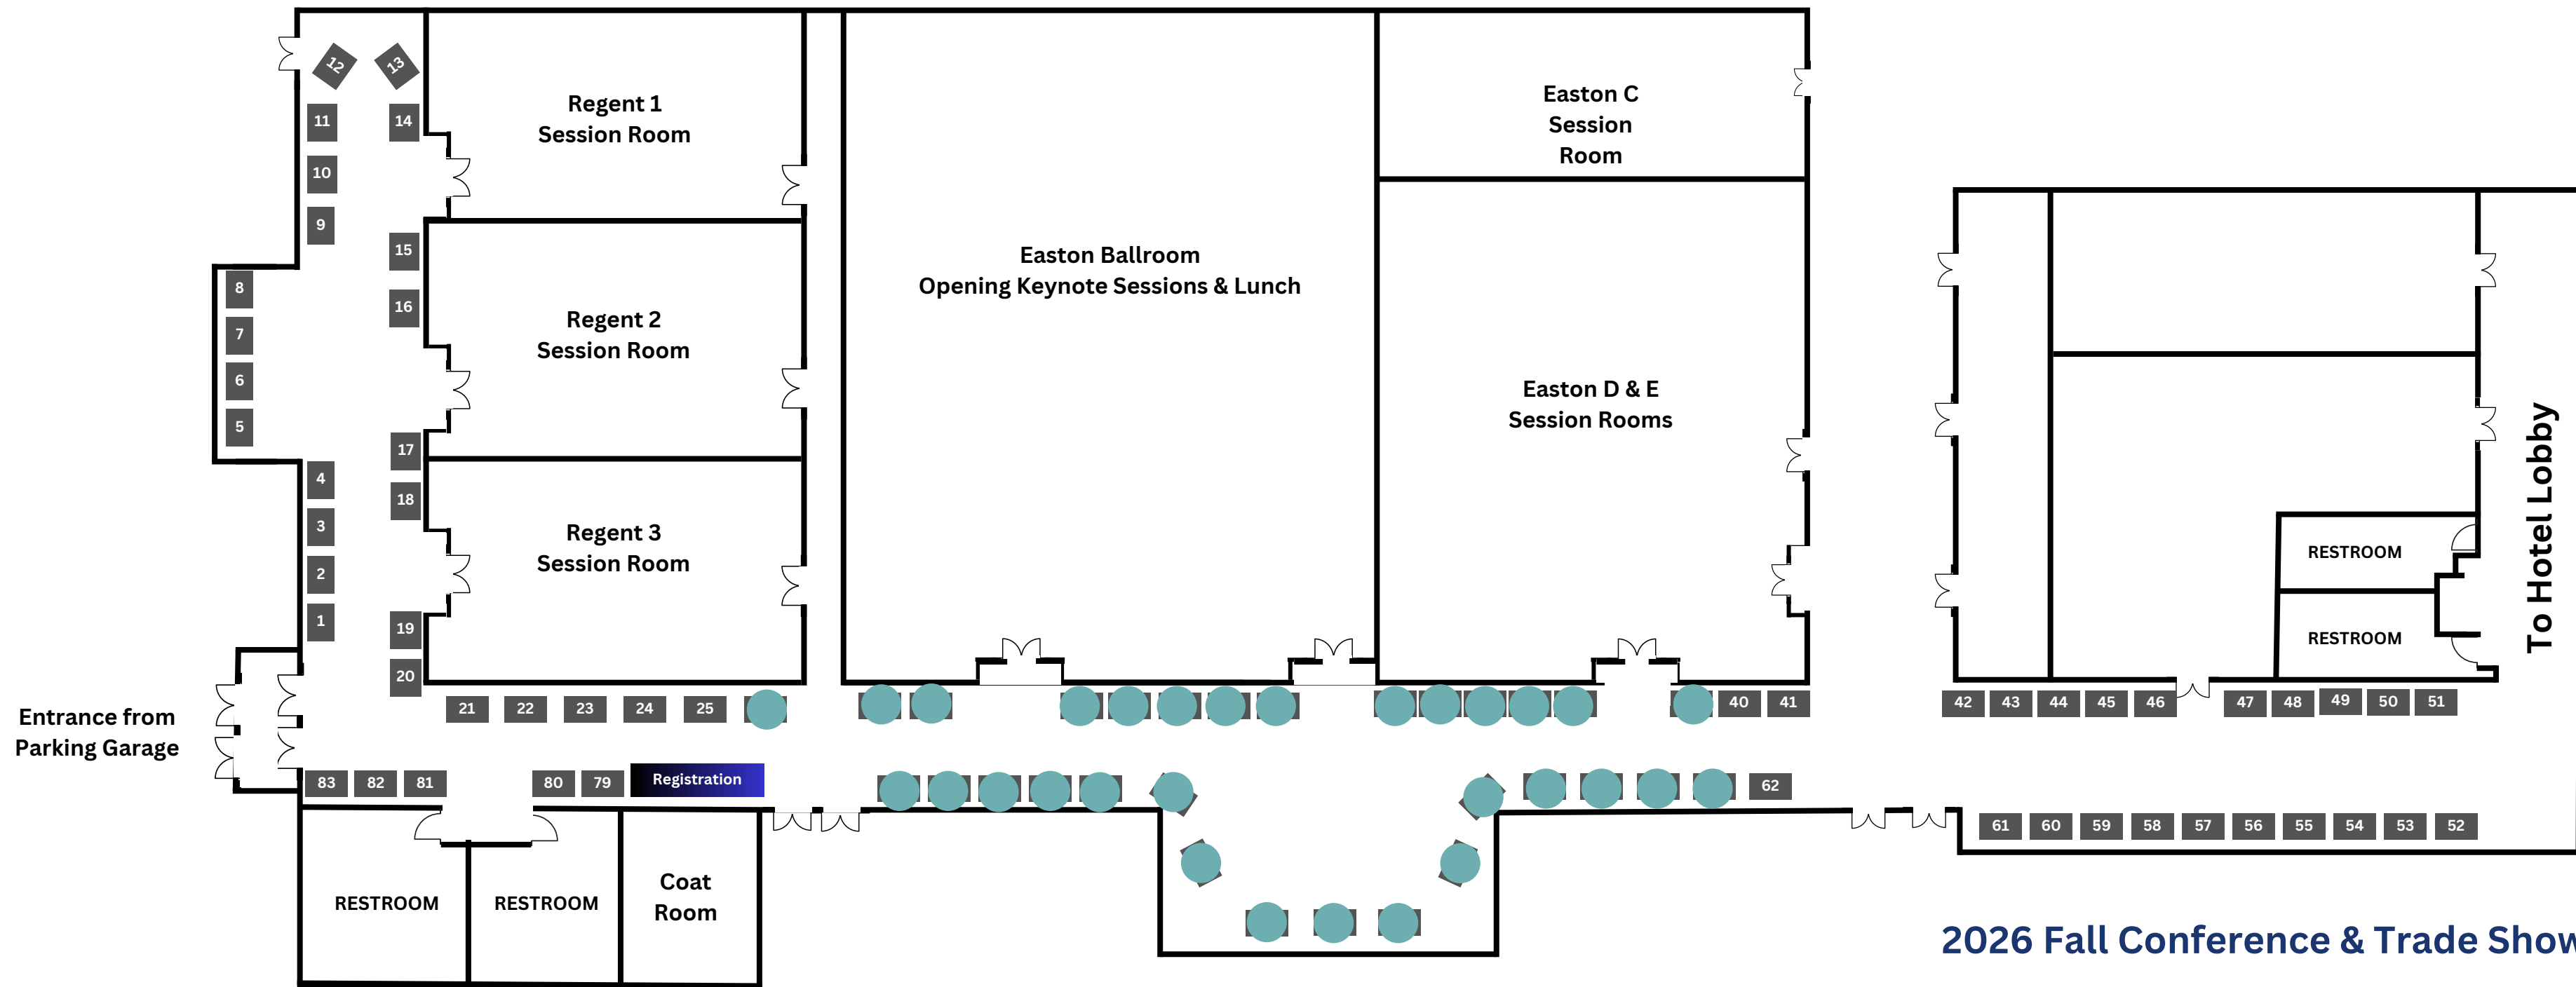 12
13
11
14
10
9
15
8
16
7
6
5
17
4
18
3
2
1
19
20
Regent 1
Session Room
Regent 2
Session Room
Regent 3
Session Room
Easton Ballroom
Opening Keynote Sessions & Lunch
Easton C
Session
Room
Easton D & E
Session Rooms
RESTROOM
RESTROOM
To Hotel Lobby
Entrance from
Parking Garage
21 22 23 24 25
40 41
42 43 44 45 46
47 48 49 50 51
83 82 81
80 79 Registration
62
61 60 59 58 57 56 55 54 53 52
RESTROOM
RESTROOM
Coat
Room
2026 Fall Conference & Trade Show